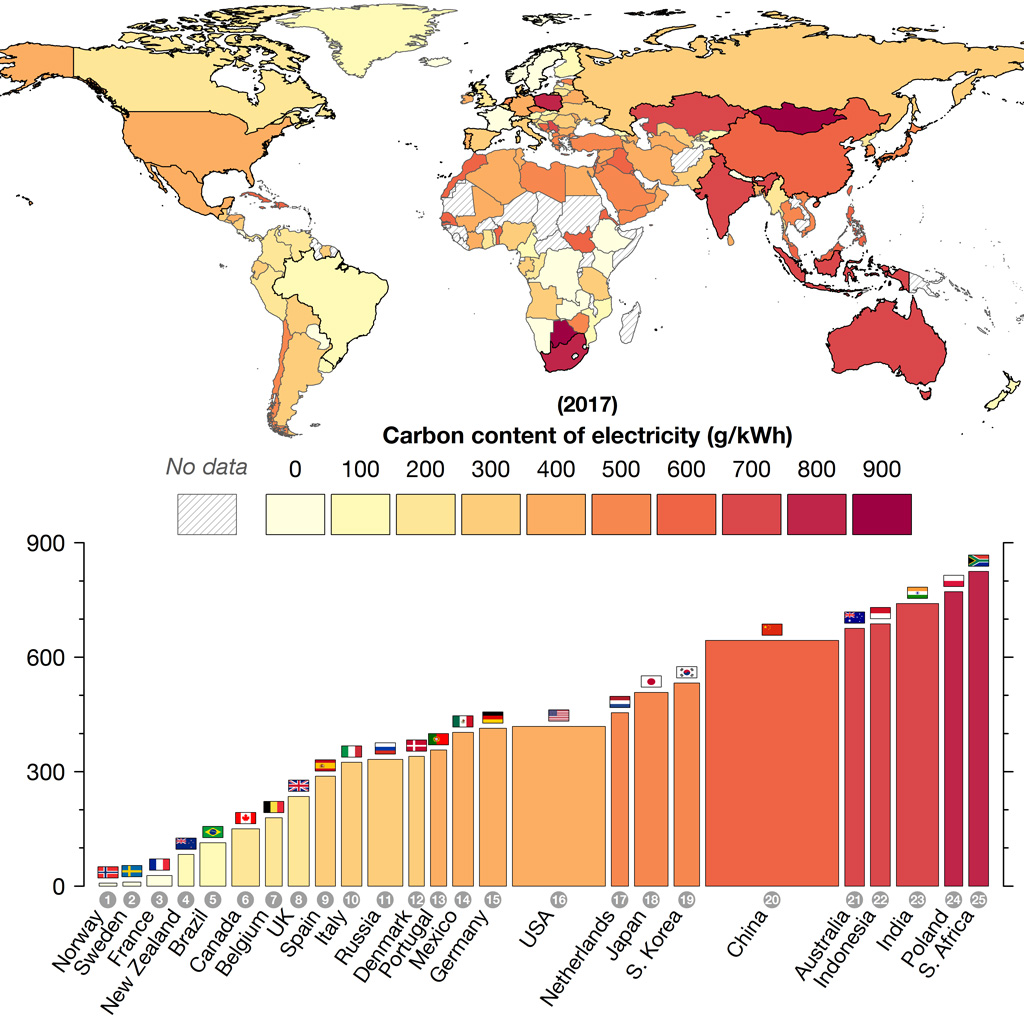 (2017)
Carbon content of electricity (g/kWh)
No data 0 100 200 300 400 500 600 700 800 900
900
600
300
0
1 2 3 4 5 6 7 8 9 10 11 12 13 14 15 16 17 18 19 20 21 22 23 24 25
Norway
Sweden
France
New Zealand
Brazil
Canada
Belgium
UK
Spain
Italy
Russia
Denmark
Portugal
Mexico
Germany
USA
Netherlands
Japan
S. Korea
China
Australia
Indonesia
India
Poland
S. Africa